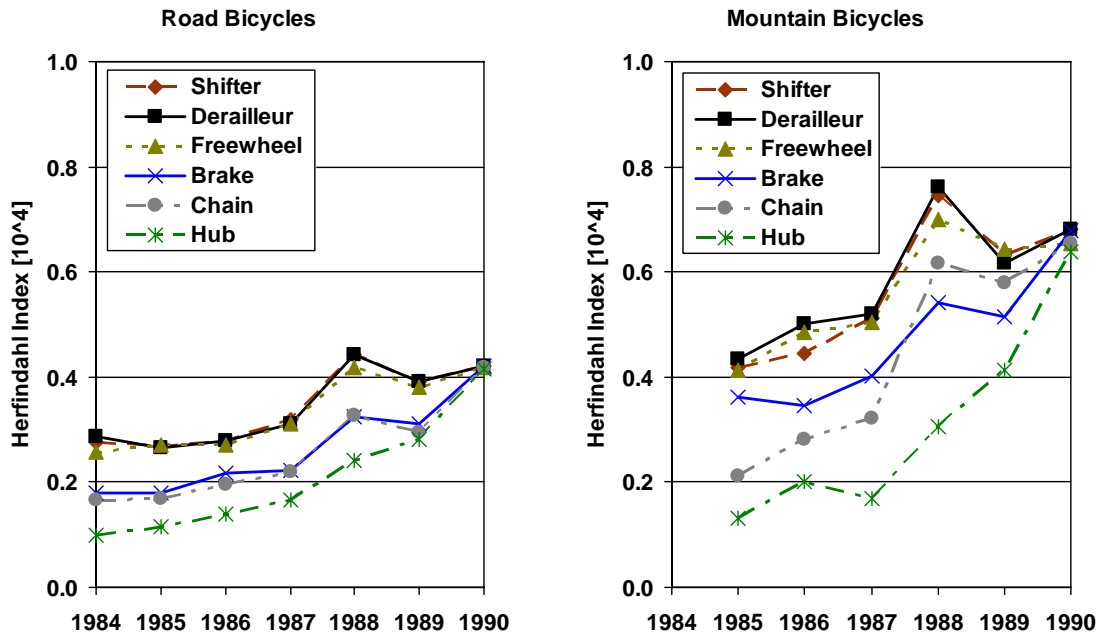 Road Bicycles
Herfindahl Index [10^4]
1.0
0.8
0.6
0.4
0.2
0.0
Shifter
Derailleur
Freewheel
Brake
Chain
Hub
1984 1985 1986 1987 1988 1989 1990
Mountain Bicycles
Herfindahl Index [10^4]
1.0
0.8
0.6
0.4
0.2
0.0
Shifter
Derailleur
Freewheel
Brake
Chain
Hub
1984 1985 1986 1987 1988 1989 1990